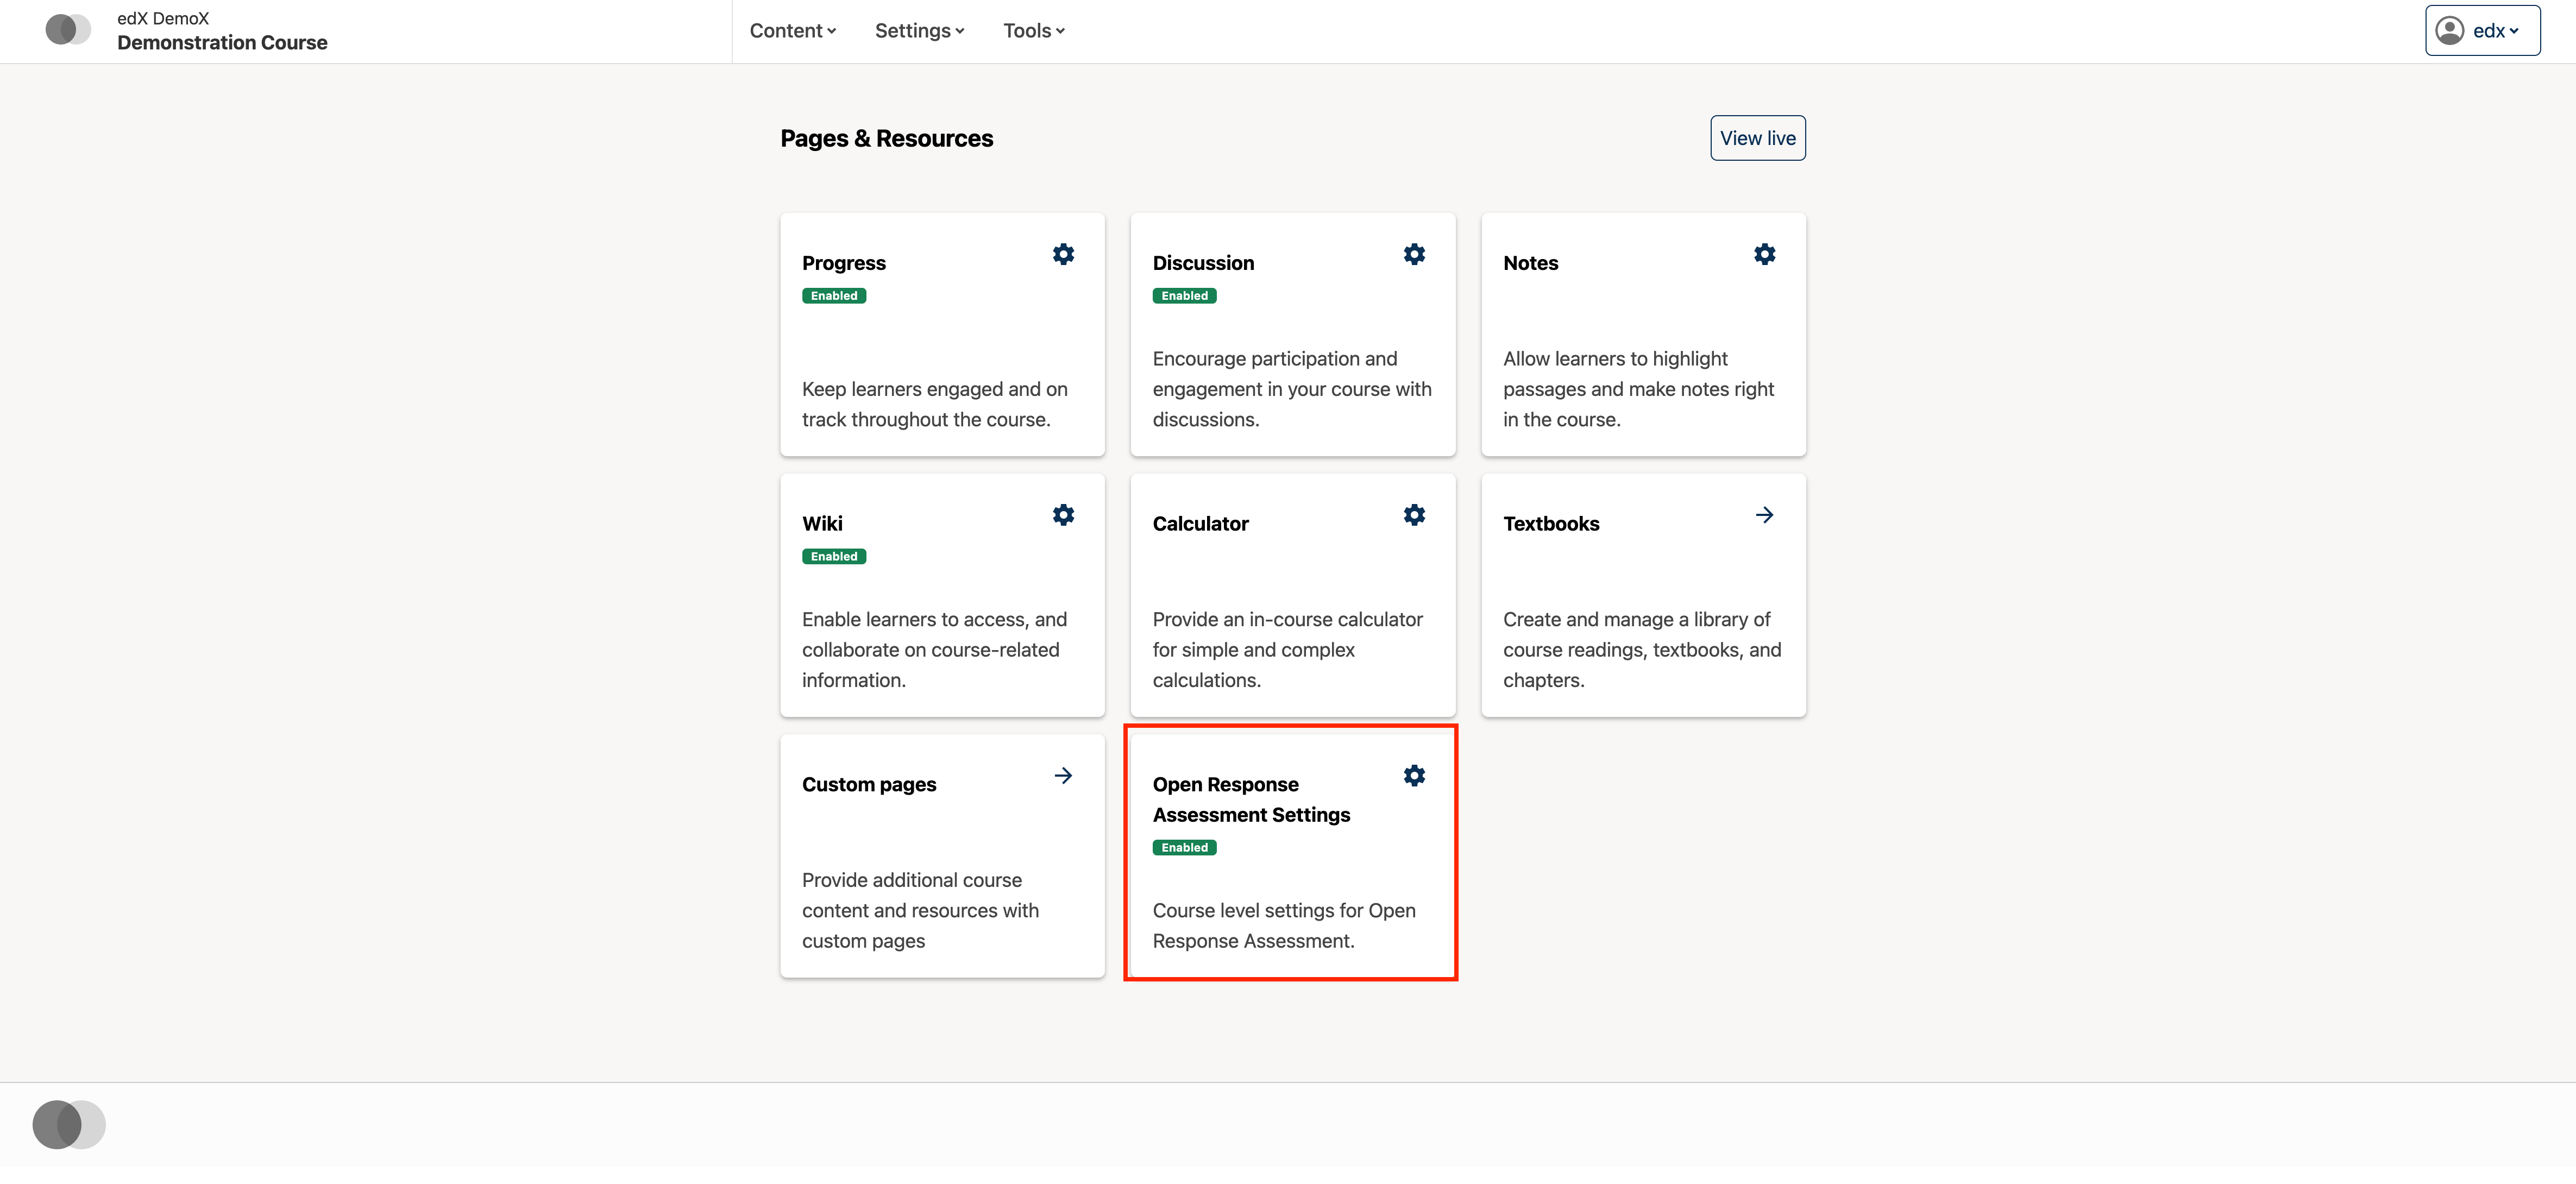 edX DemoX
Demonstration Course
Content
Settings
Tools
edx
Pages & Resources
View live
Progress
Enabled
Keep learners engaged and on
track throughout the course.
Discussion
Enabled
Encourage participation and
engagement in your course with
discussions.
Notes
Allow learners to highlight
passages and make notes right
in the course.
Wiki
Enabled
Enable learners to access, and
collaborate on course-related
information.
Calculator
Provide an in-course calculator
for simple and complex
calculations.
Textbooks
Create and manage a library of
course readings, textbooks, and
chapters.
Custom pages
Provide additional course
content and resources with
custom pages
Open Response
Assessment Settings
Enabled
Course level settings for Open
Response Assessment.